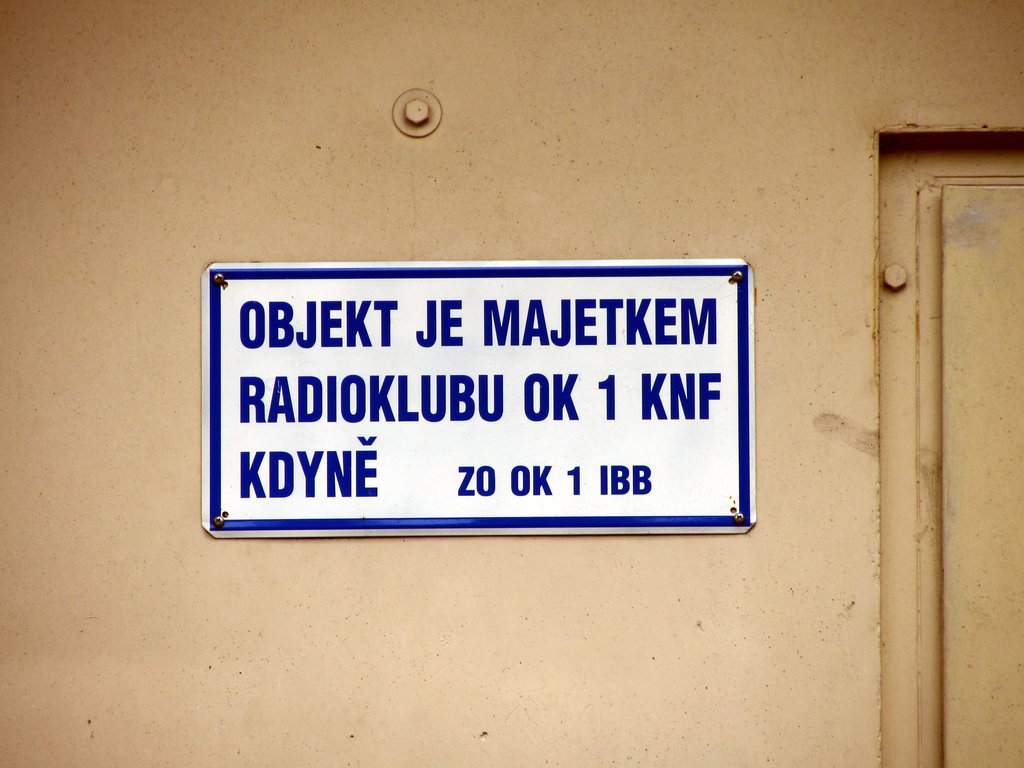 OBJEKT JE MAJETKEM
RADIOKLUBU OK 1 KNF
KDYNĚ ZO OK 1 IBB